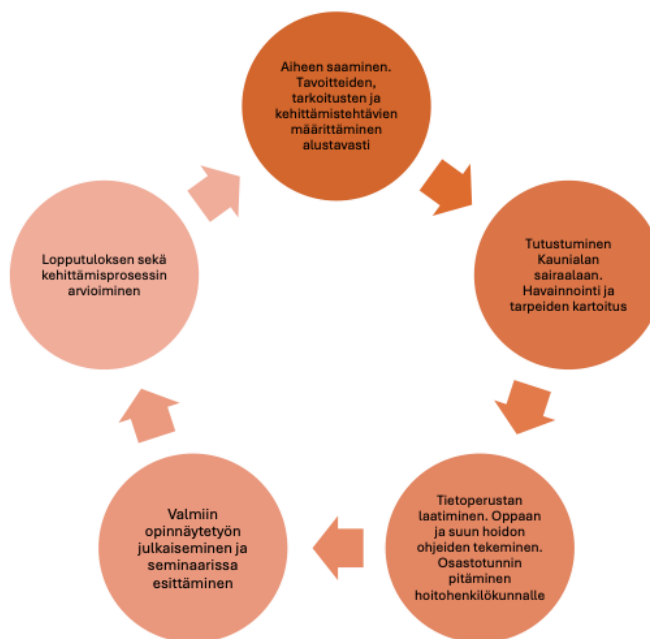 Aiheen saaminen.
Tavoitteiden,
tarkoitusten ja
kehittämistehtävien
määrittäminen
alustavasti
Tutustuminen
Kaunialan
sairaalaan.
Havainnointi ja
tarpeiden kartoitus
Tietoperustan
laatiminen. Oppaan
ja suun hoidon
ohjeiden tekeminen.
Osastotunnin
pitäminen
hoitohenkilökunnalle
Valmiin
opinnäytetyön
julkaiseminen ja
seminaarissa
esittäminen
Lopputuloksen sekä
kehittämisprosessin
arvioiminen